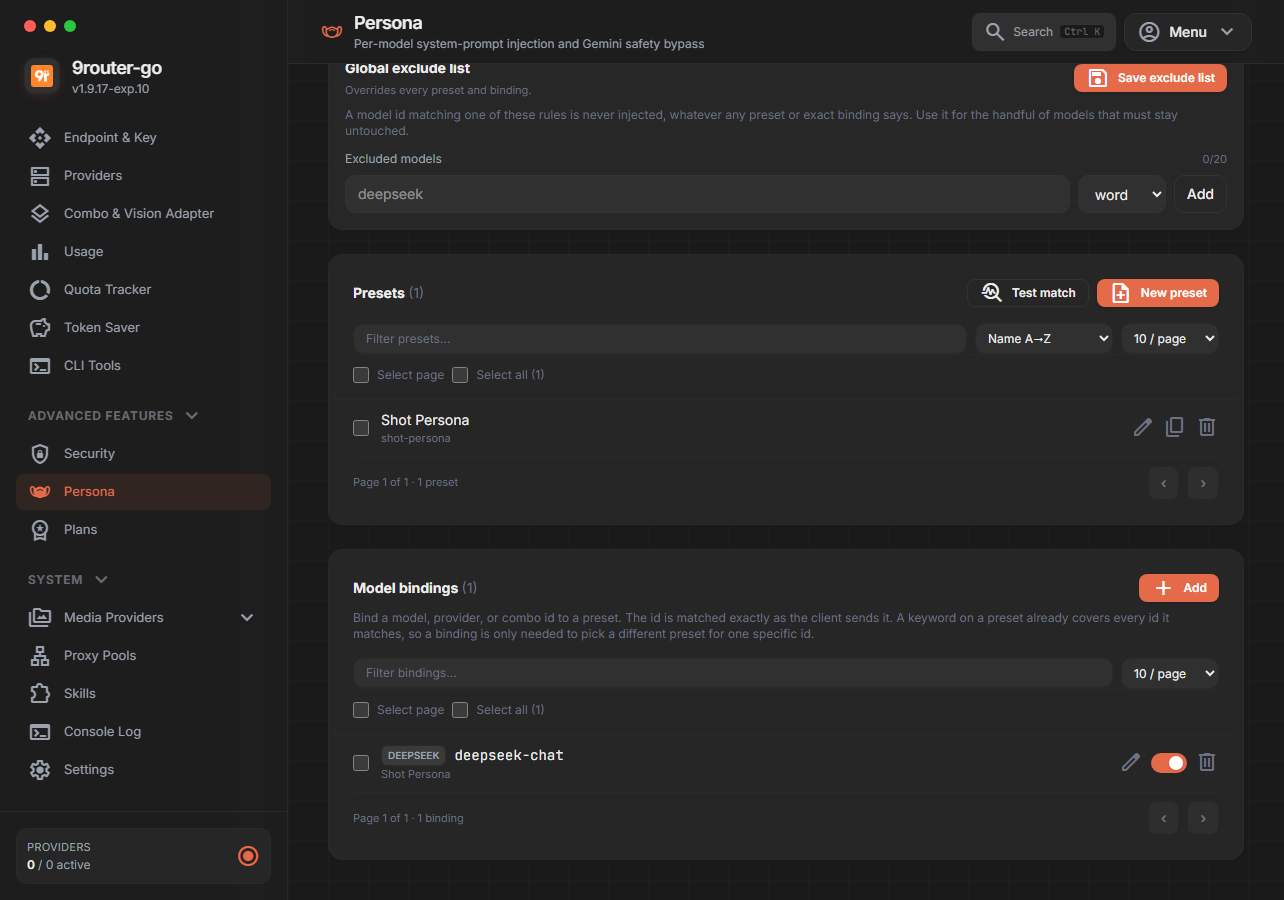 9r
9router-go
v1.9.17-exp.10
Endpoint & Key
Providers
Combo & Vision Adapter
Usage
Quota Tracker
Token Saver
CLI Tools
ADVANCED FEATURES
Security
Persona
Plans
SYSTEM
Media Providers
Proxy Pools
Skills
Console Log
Settings
PROVIDERS
0 / 0 active
Persona
Per-model system-prompt injection and Gemini safety bypass
Search Ctrl K
Menu
Global exclude list
Overrides every preset and binding.
Save exclude list
A model id matching one of these rules is never injected, whatever any preset or exact binding says. Use it for the handful of models that must stay
untouched.
Excluded models 0/20
deepseek word Add
Presets (1) Test match New preset
Filter presets... Name A→Z 10 / page
Select page Select all (1)
Shot Persona
shot-persona
Page 1 of 1 · 1 preset ‹ ›
Model bindings (1) Add
Bind a model, provider, or combo id to a preset. The id is matched exactly as the client sends it. A keyword on a preset already covers every id it
matches, so a binding is only needed to pick a different preset for one specific id.
Filter bindings... 10 / page
Select page Select all (1)
DEEPSEEK deepseek-chat
Shot Persona
Page 1 of 1 · 1 binding ‹ ›